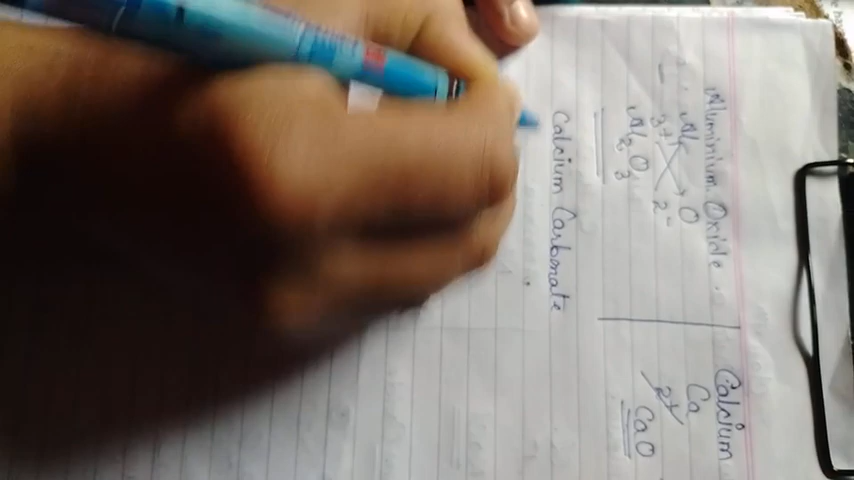 Aluminium Oxide.
Al O
3+ 2-
Al2O3
Calcium
Ca
2+
CaO
Calcium Carbonate